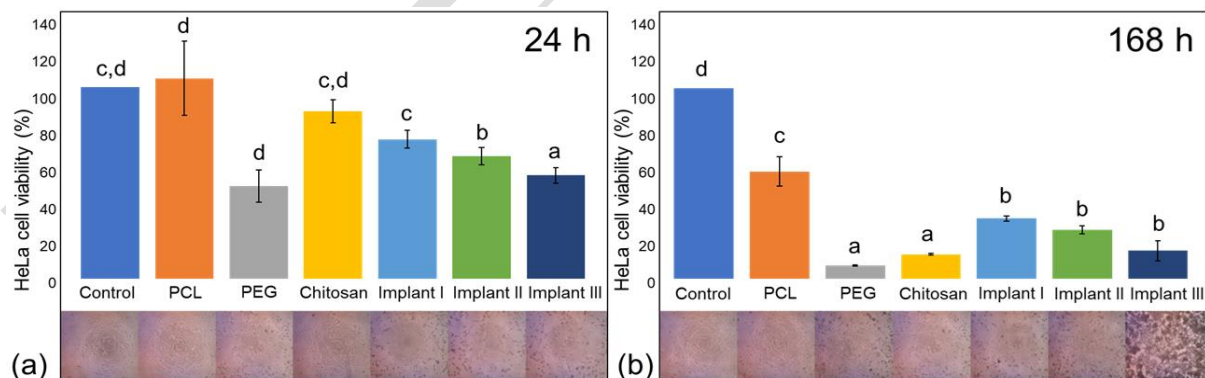 140
120
100
80
60
40
20
0
HeLa cell viability (%)
24 h
c,d
d
d
c,d
c
b
a
Control PCL PEG Chitosan Implant I Implant II Implant III
(a)
140
120
100
80
60
40
20
0
HeLa cell viability (%)
168 h
d
c
a
a
b
b
b
Control PCL PEG Chitosan Implant I Implant II Implant III
(b)